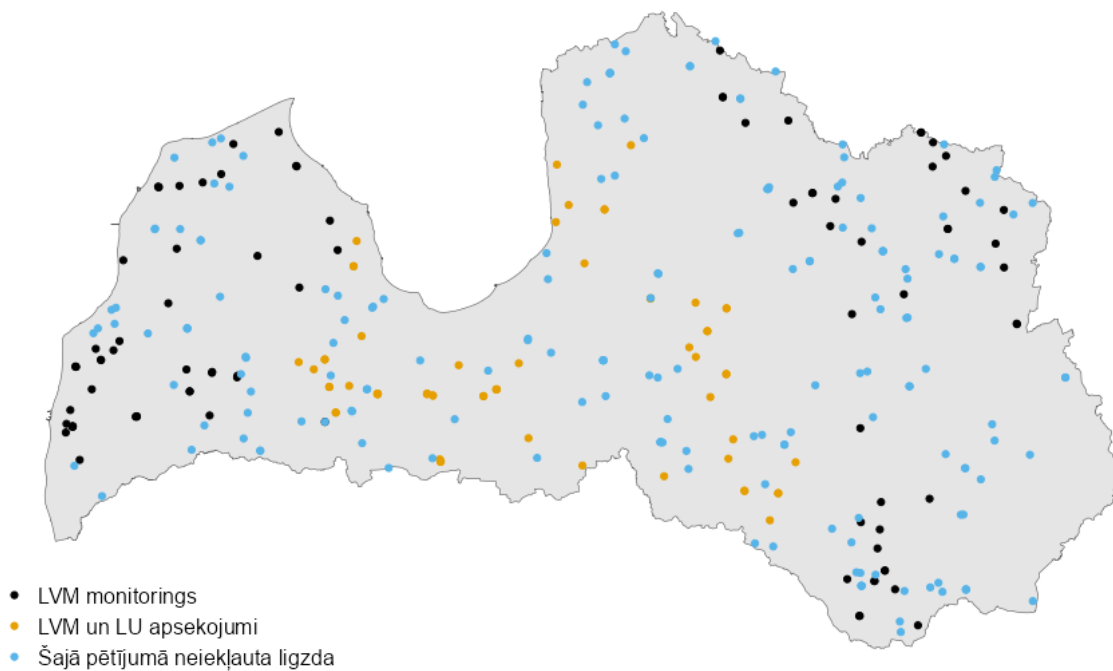 LVM monitorings
LVM un LU apsekojumi
Šajā pētījumā neiekļauta ligzda